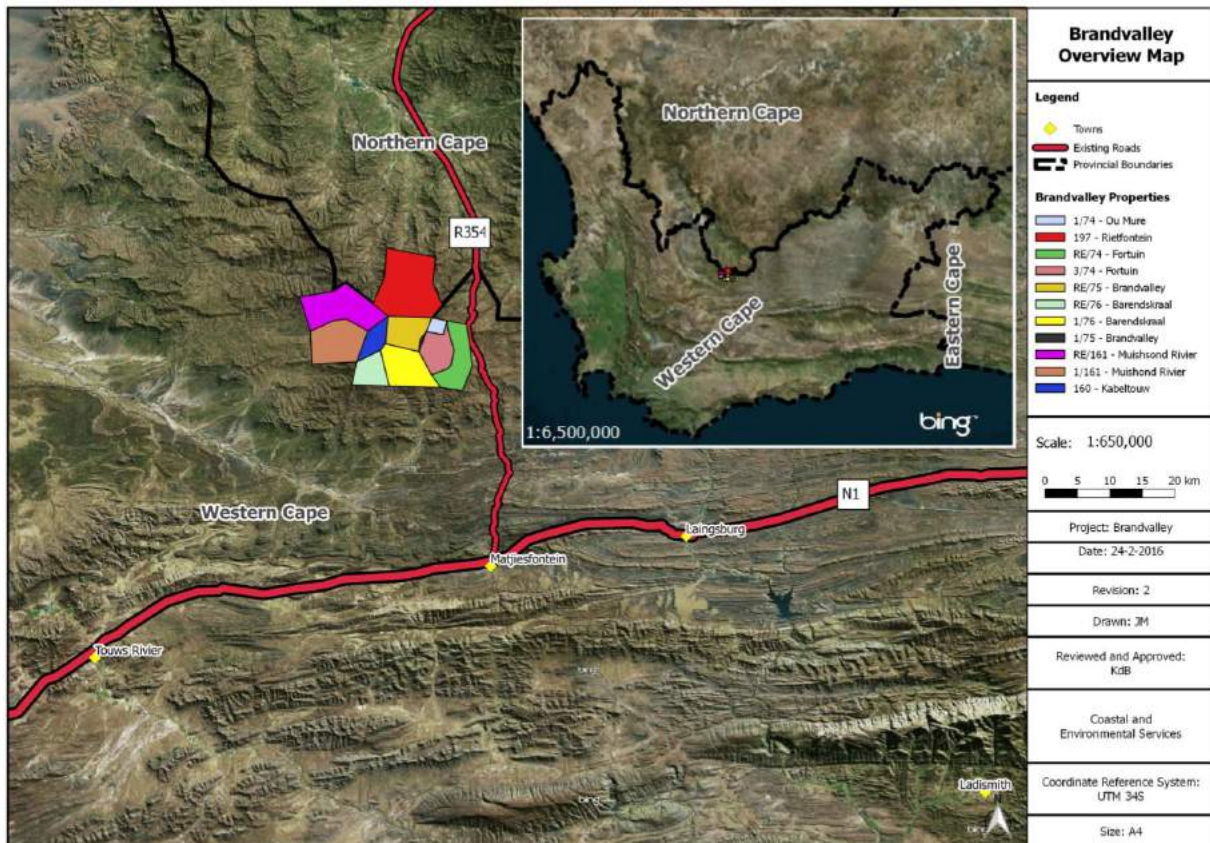 Northern Cape
R354
Western Cape
N1
Laingsburg
Matjiesfontein
Touws Rivier
Ladismith
N
bing
bing
bing
Northern Cape
Western Cape
Eastern Cape
1:6,500,000
bing
Brandvalley
Overview Map
Legend
Towns
Existing Roads
Provincial Boundaries
Brandvalley Properties
1/74 - Ou Mure
197 - Rietfontein
RE/74 - Fortuin
3/74 - Fortuin
RE/75 - Brandvalley
RE/76 - Barendskraal
1/76 - Barendskraal
1/75 - Brandvalley
RE/161 - Muishsond Rivier
1/161 - Muishond Rivier
160 - Kabeltouw
Scale: 1:650,000
0 5 10 15 20 km
Project: Brandvalley
Date: 24-2-2016
Revision: 2
Drawn: JM
Reviewed and Approved:
KdB
Coastal and
Environmental Services
Coordinate Reference System:
UTM 34S
Size: A4